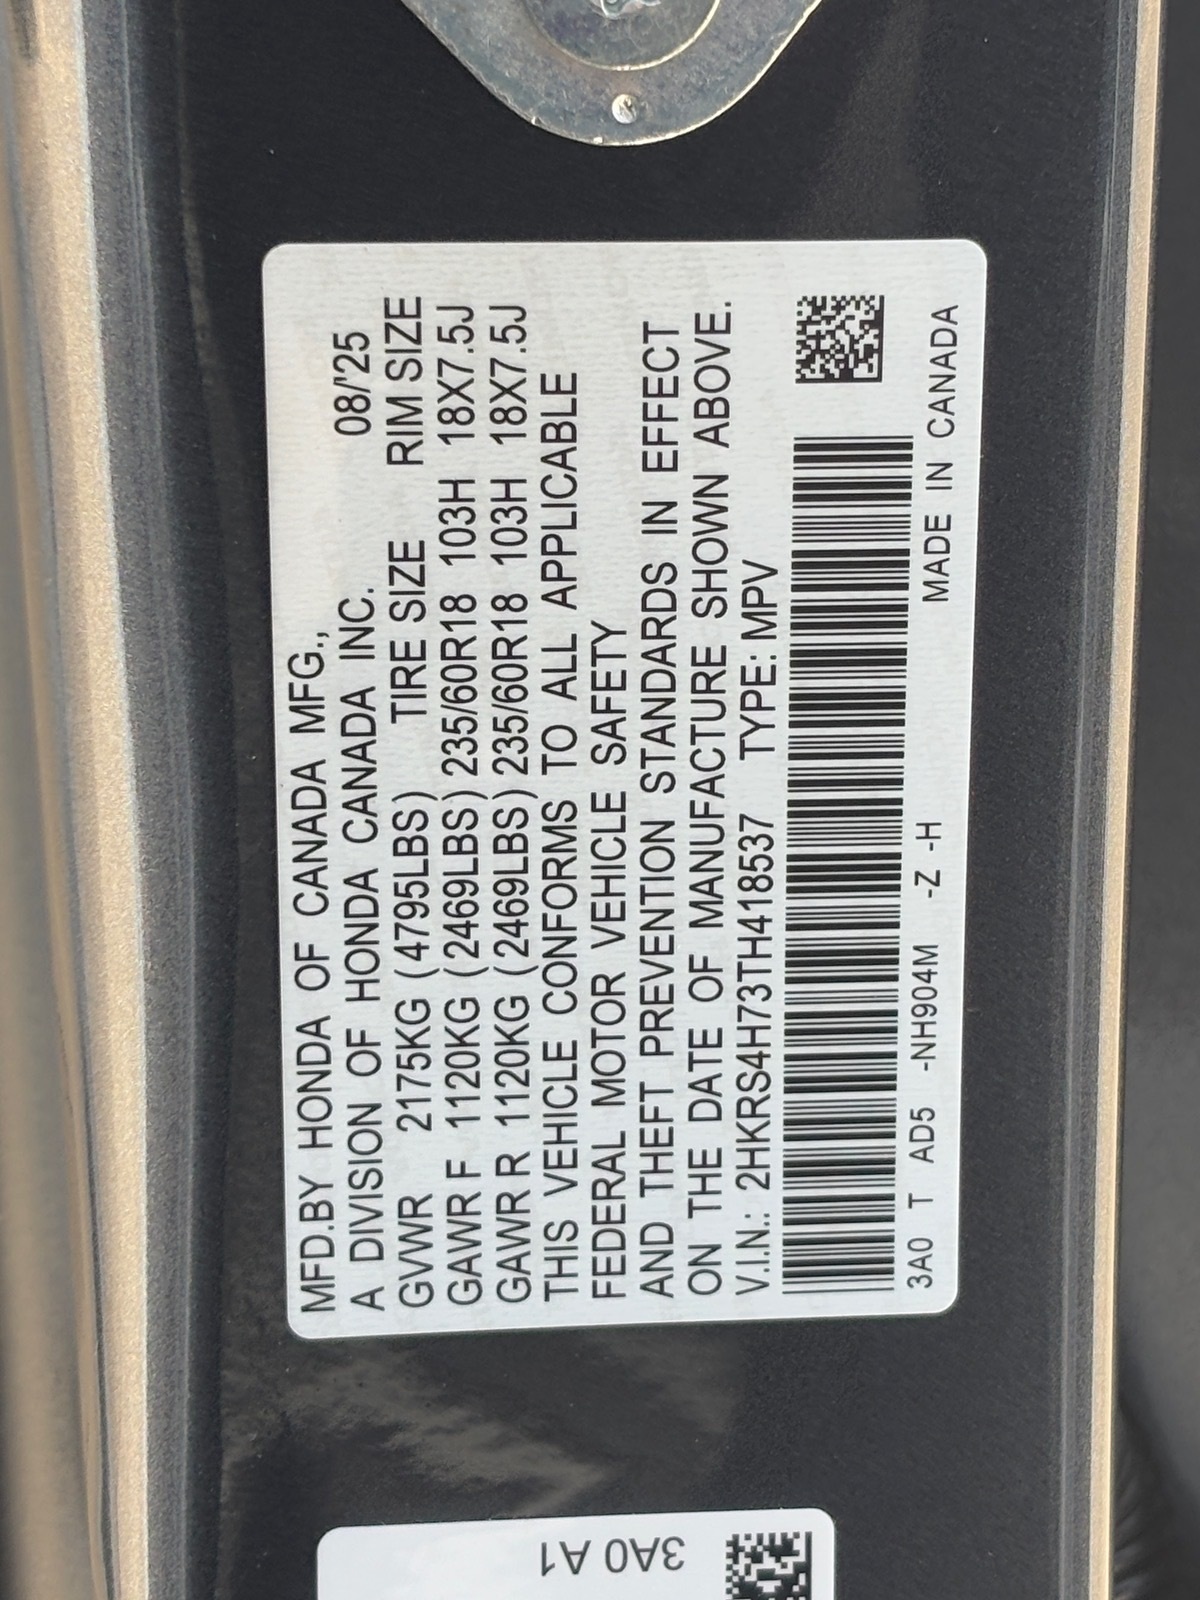 MFD.BY HONDA OF CANADA MFG.,
A DIVISION OF HONDA CANADA INC. 08/'25
GVWR 2175KG (4795LBS) TIRE SIZE RIM SIZE
GAWR F 1120KG (2469LBS) 235/60R18 103H 18X7.5J
GAWR R 1120KG (2469LBS) 235/60R18 103H 18X7.5J
THIS VEHICLE CONFORMS TO ALL APPLICABLE
FEDERAL MOTOR VEHICLE SAFETY
AND THEFT PREVENTION STANDARDS IN EFFECT
ON THE DATE OF MANUFACTURE SHOWN ABOVE.
V.I.N.: 2HKRS4H73TH418537 TYPE: MPV
3A0 T AD5 -NH904M -Z -H MADE IN CANADA
3A0 A1